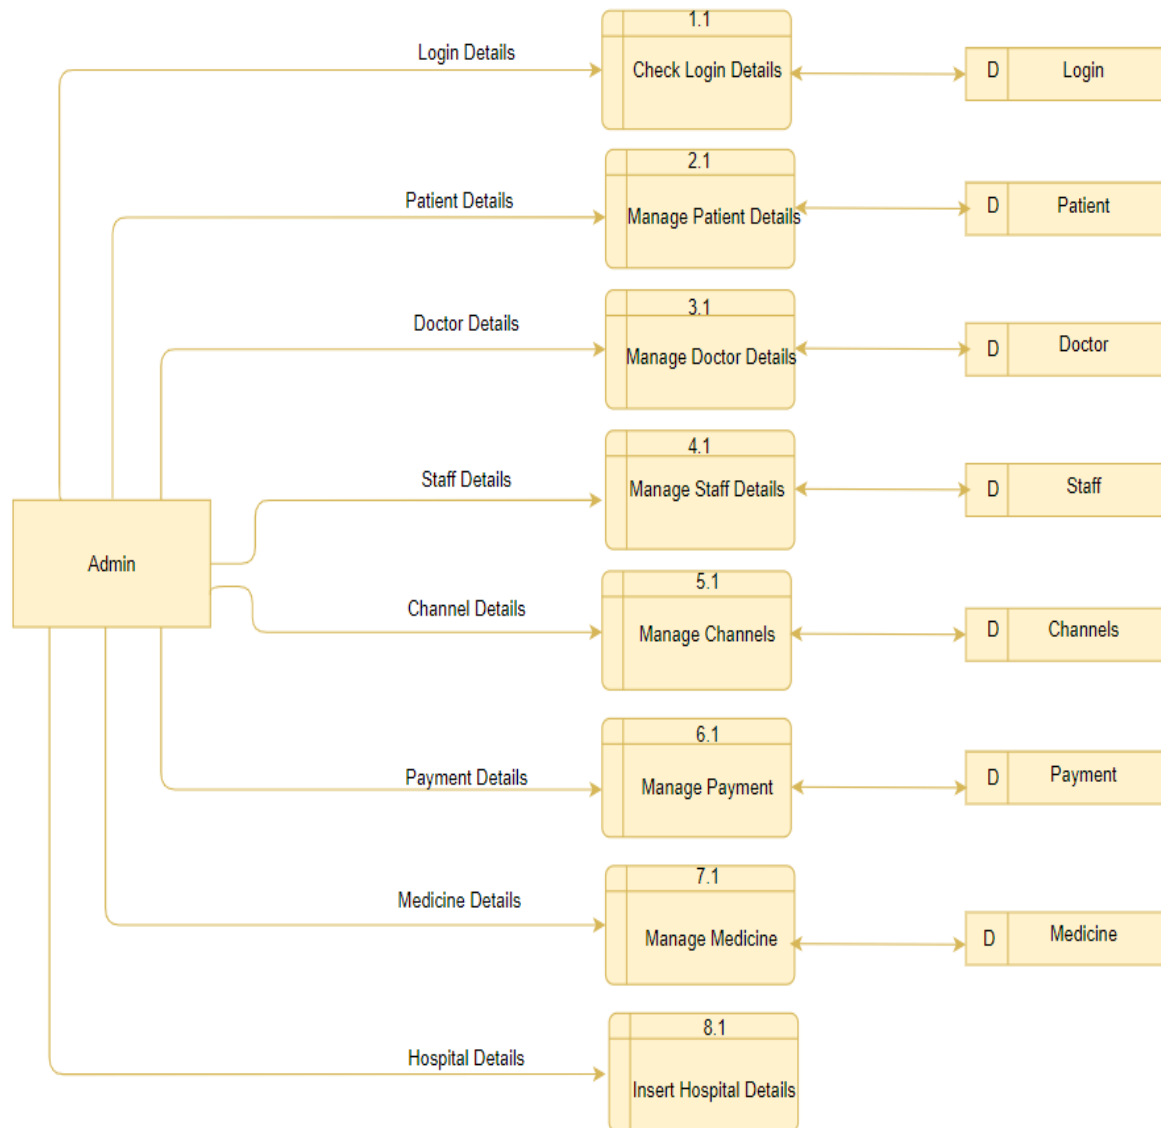 1.1
Login Details
Check Login Details
D
Login
2.1
Patient Details
Manage Patient Details
D
Patient
3.1
Doctor Details
Manage Doctor Details
D
Doctor
4.1
Staff Details
Manage Staff Details
D
Staff
Admin
5.1
Channel Details
Manage Channels
D
Channels
6.1
Payment Details
Manage Payment
D
Payment
7.1
Medicine Details
Manage Medicine
D
Medicine
8.1
Hospital Details
Insert Hospital Details